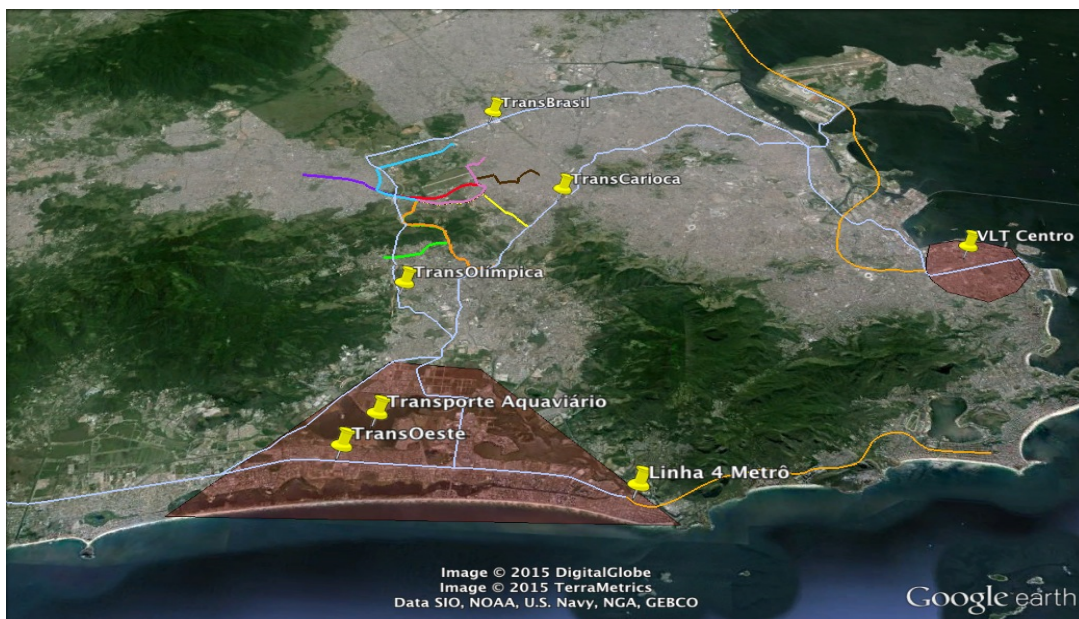 TransBrasil
TransCarioca
VLT Centro
TransOlímpica
Transporte Aquaviário
TransOeste
Linha 4 Metrô
Image © 2015 DigitalGlobe
Image © 2015 TerraMetrics
Data SIO, NOAA, U.S. Navy, NGA, GEBCO
Google earth